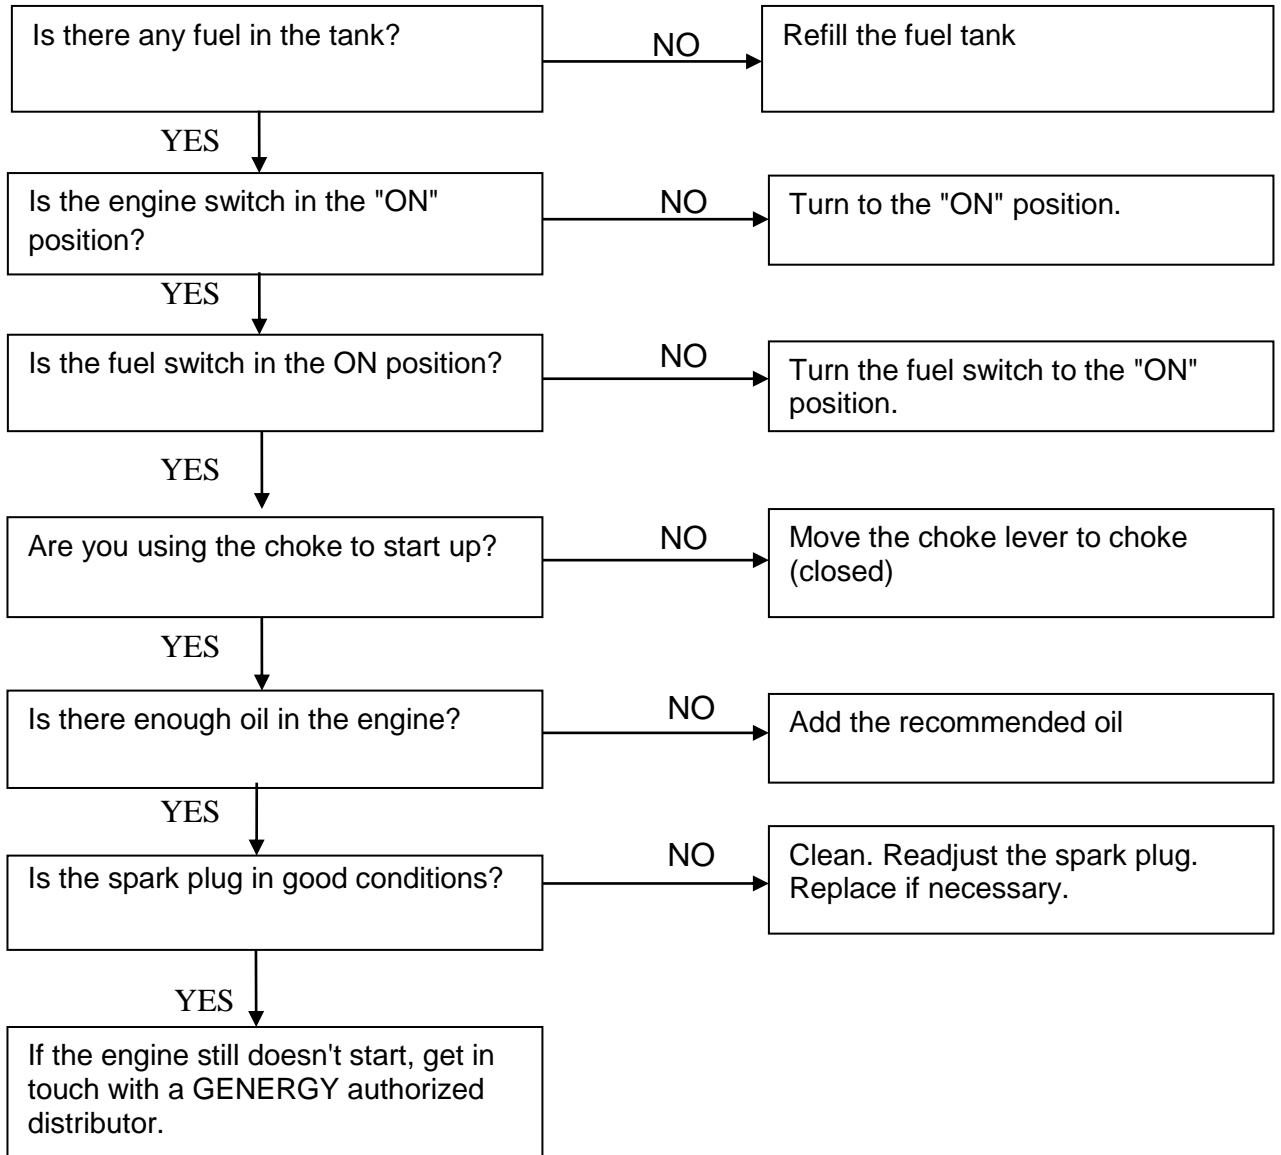 Is there any fuel in the tank?
NO
Refill the fuel tank
YES
Is the engine switch in the "ON"
position?
NO
Turn to the "ON" position.
YES
Is the fuel switch in the ON position?
NO
Turn the fuel switch to the "ON"
position.
YES
Are you using the choke to start up?
NO
Move the choke lever to choke
(closed)
YES
Is there enough oil in the engine?
NO
Add the recommended oil
YES
Is the spark plug in good conditions?
NO
Clean. Readjust the spark plug.
Replace if necessary.
YES
If the engine still doesn't start, get in
touch with a GENERGY authorized
distributor.